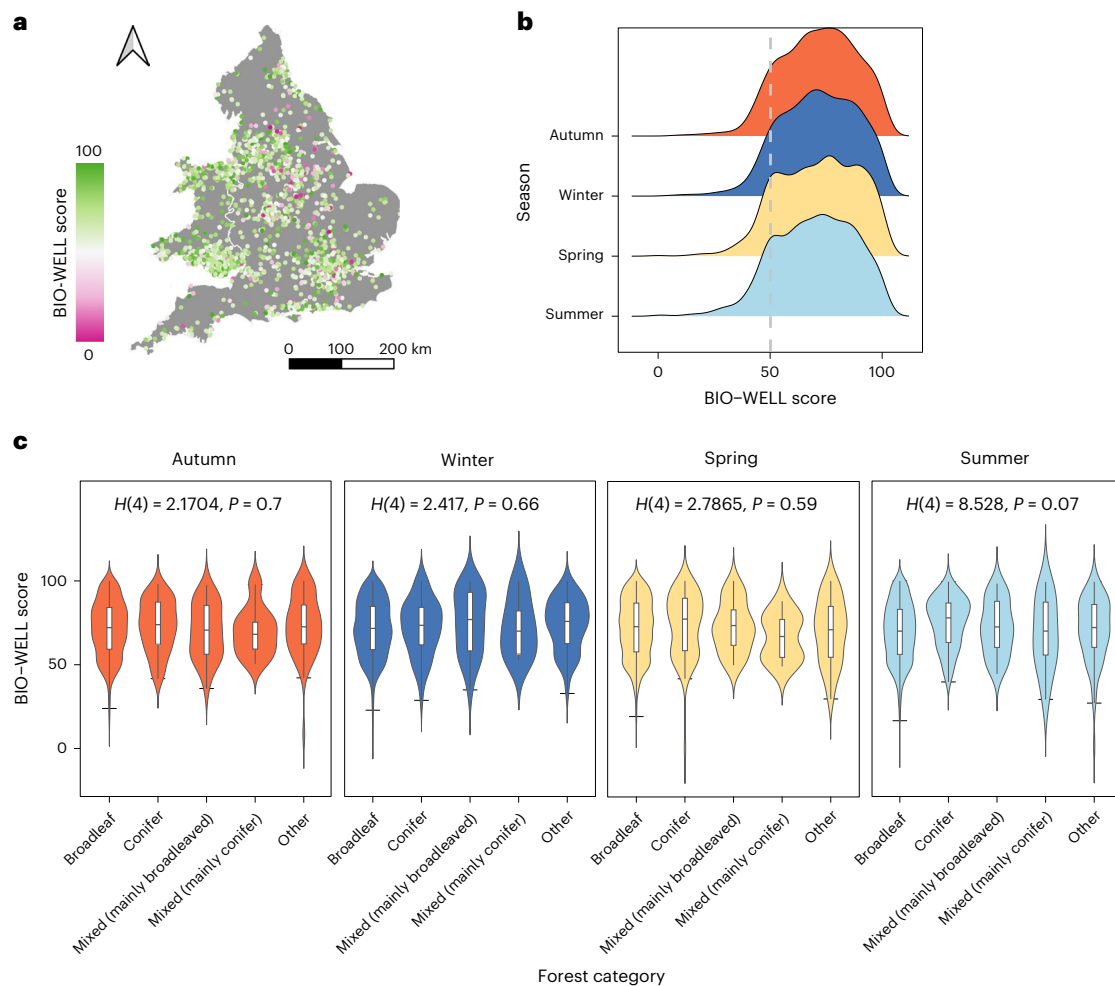 a
100
BIO-WELL score
0
0 100 200 km
b
Season
Autumn
Winter
Spring
Summer
0 50 100
BIO–WELL score
c
Autumn Winter Spring Summer
H(4) = 2.1704, P = 0.7 H(4) = 2.417, P = 0.66 H(4) = 2.7865, P = 0.59 H(4) = 8.528, P = 0.07
BIO–WELL score
100
50
0
Broadleaf
Conifer
Mixed (mainly broadleaved)
Mixed (mainly conifer)
Other
Broadleaf
Conifer
Mixed (mainly broadleaved)
Mixed (mainly conifer)
Other
Broadleaf
Conifer
Mixed (mainly broadleaved)
Mixed (mainly conifer)
Other
Broadleaf
Conifer
Mixed (mainly broadleaved)
Mixed (mainly conifer)
Other
Forest category